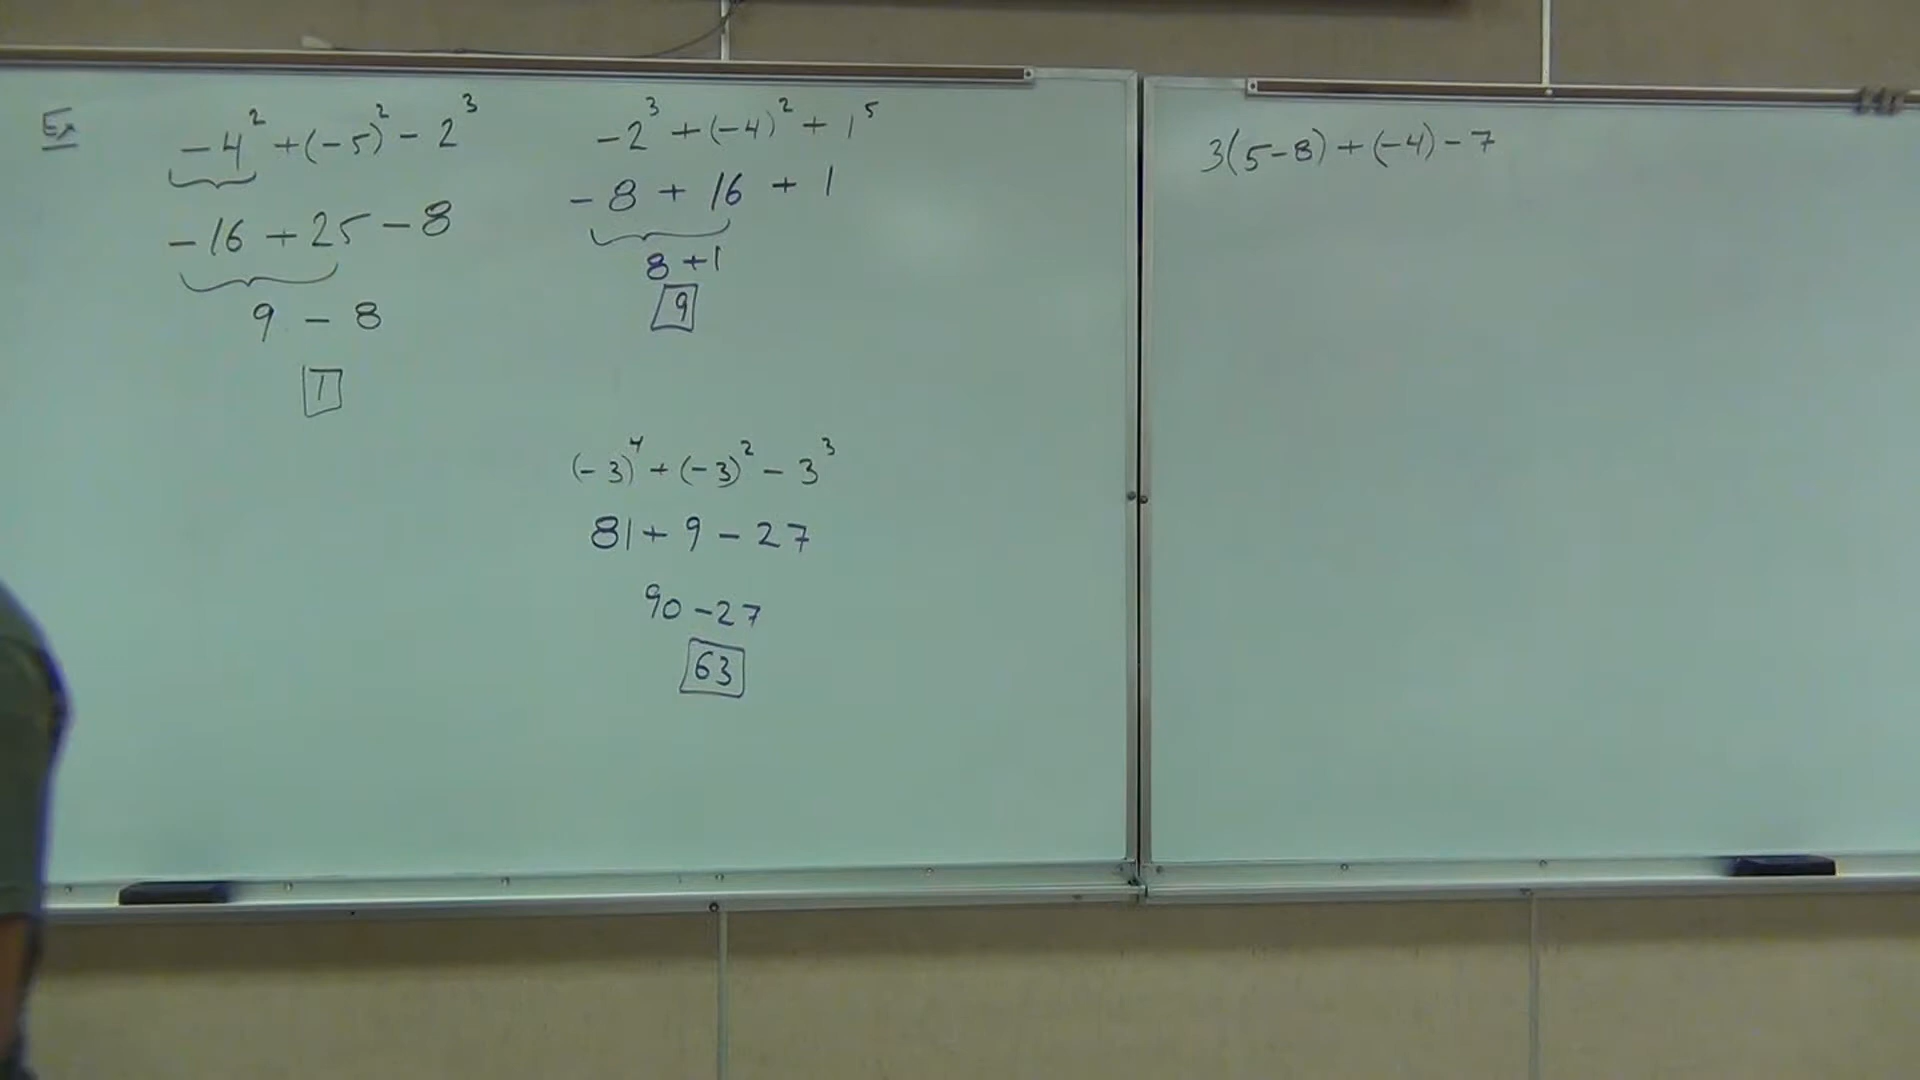 Ex
-4² + (-5)² - 2³
-16 + 25 - 8
9 - 8
1
-2³ + (-4)² + 1⁵
-8 + 16 + 1
8 + 1
9
(-3)⁴ + (-3)² - 3³
81 + 9 - 27
90 - 27
63
3(5-8) + (-4) - 7